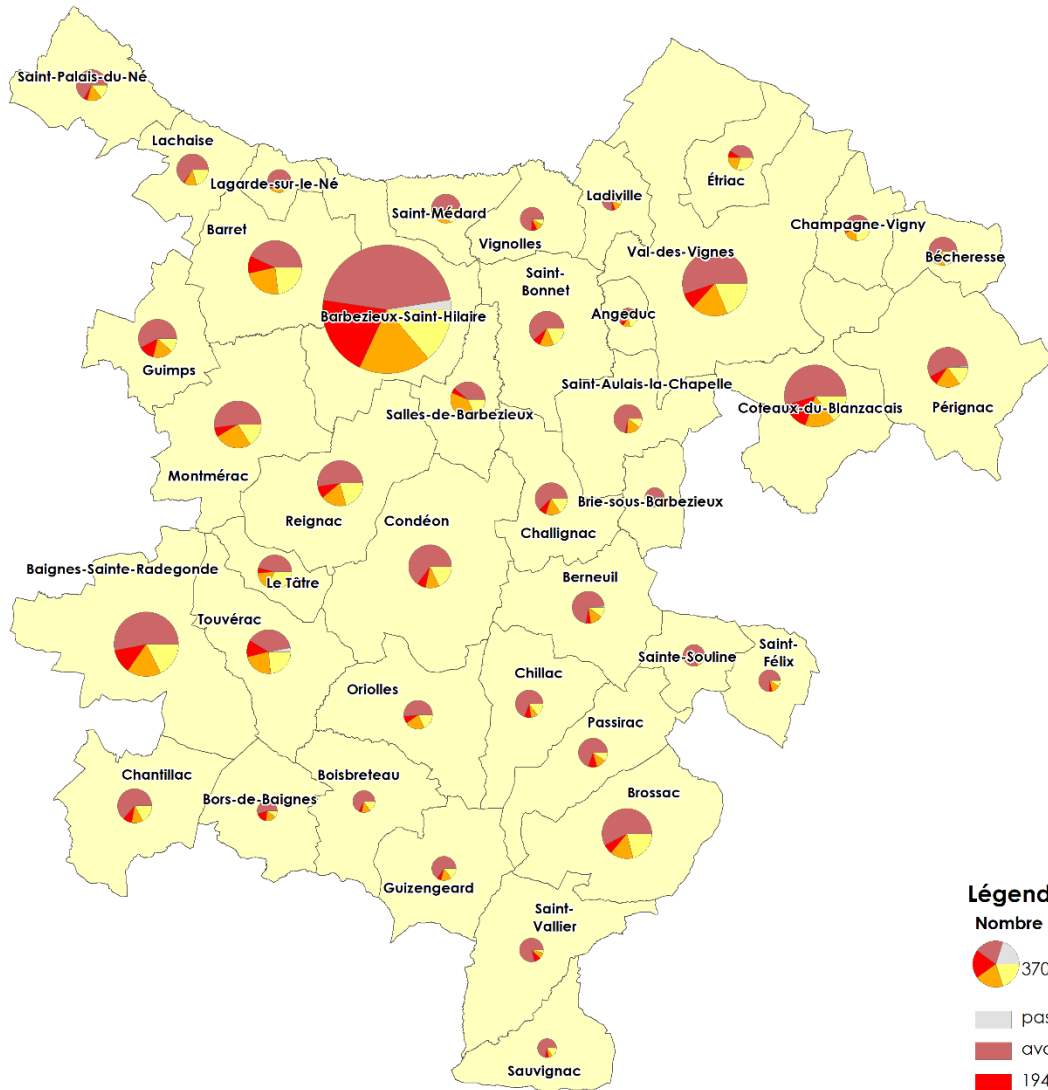 Saint-Palais-du-Né
Lachaise
Lagarde-sur-le-Né
Saint-Médard
Vignolles
Ladiville
Étriac
Champagne-Vigny
Bécheresse
Barret
Val-des-Vignes
Saint-
Bonnet
Barbezieux-Saint-Hilaire
Angeduc
Guimps
Saint-Aulais-la-Chapelle
Salles-de-Barbezieux
Coteaux-du-Blanzacais
Pérignac
Montmérac
Reignac
Condéon
Brie-sous-Barbezieux
Challignac
Baignes-Sainte-Radegonde
Le Tâtre
Berneuil
Touvérac
Sainte-Souline
Saint-
Félix
Chillac
Oriolles
Passirac
Chantillac
Boisbreteau
Bors-de-Baignes
Brossac
Guizengeard
Saint-
Vallier
Sauvignac
Légend
Nombre
370
pas
194